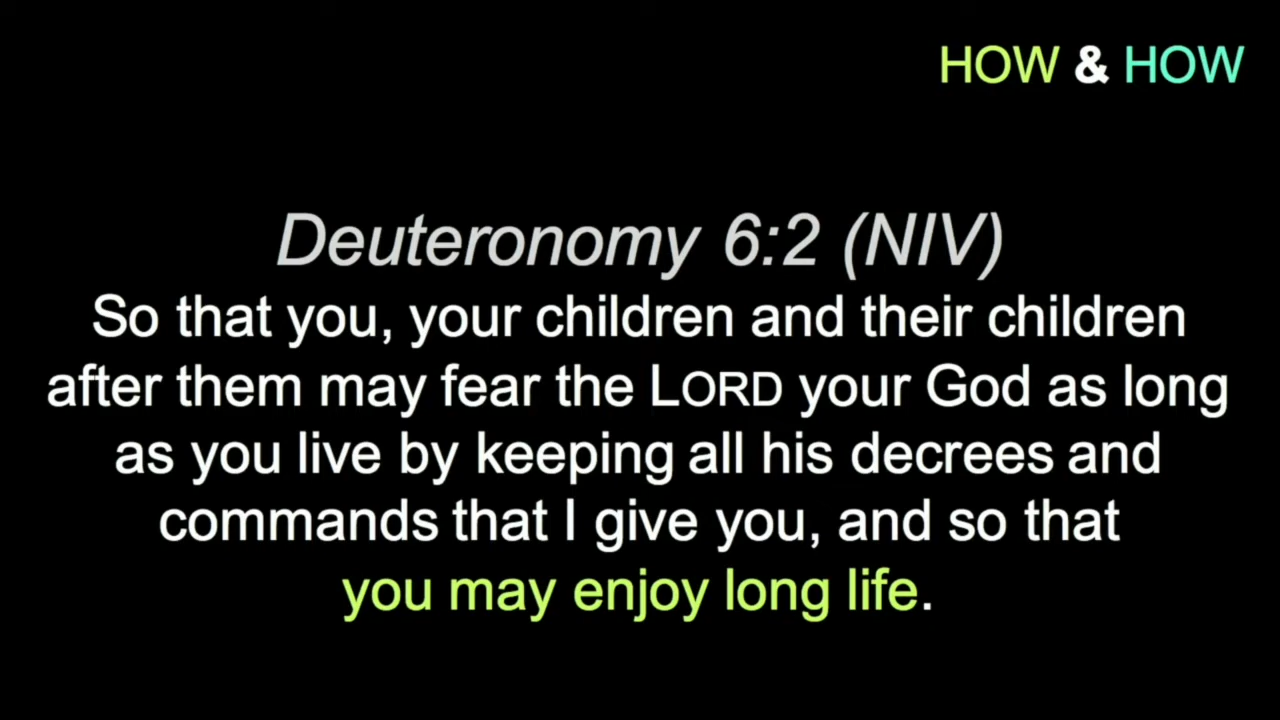 HOW & HOW
Deuteronomy 6:2 (NIV)
So that you, your children and their children
after them may fear the LORD your God as long
as you live by keeping all his decrees and
commands that I give you, and so that
you may enjoy long life.